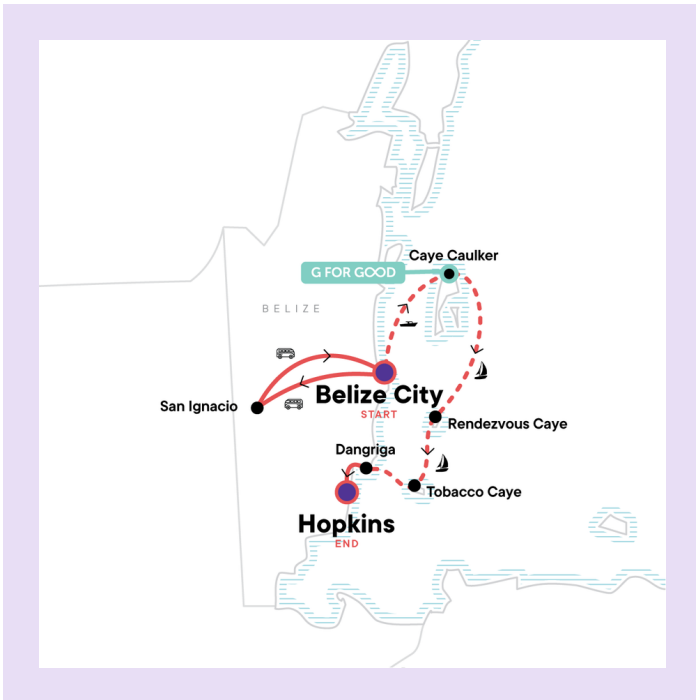 Caye Caulker
G FOR GOOD
BELIZE
Belize City
START
San Ignacio
Rendezvous Caye
Dangriga
Tobacco Caye
Hopkins
END